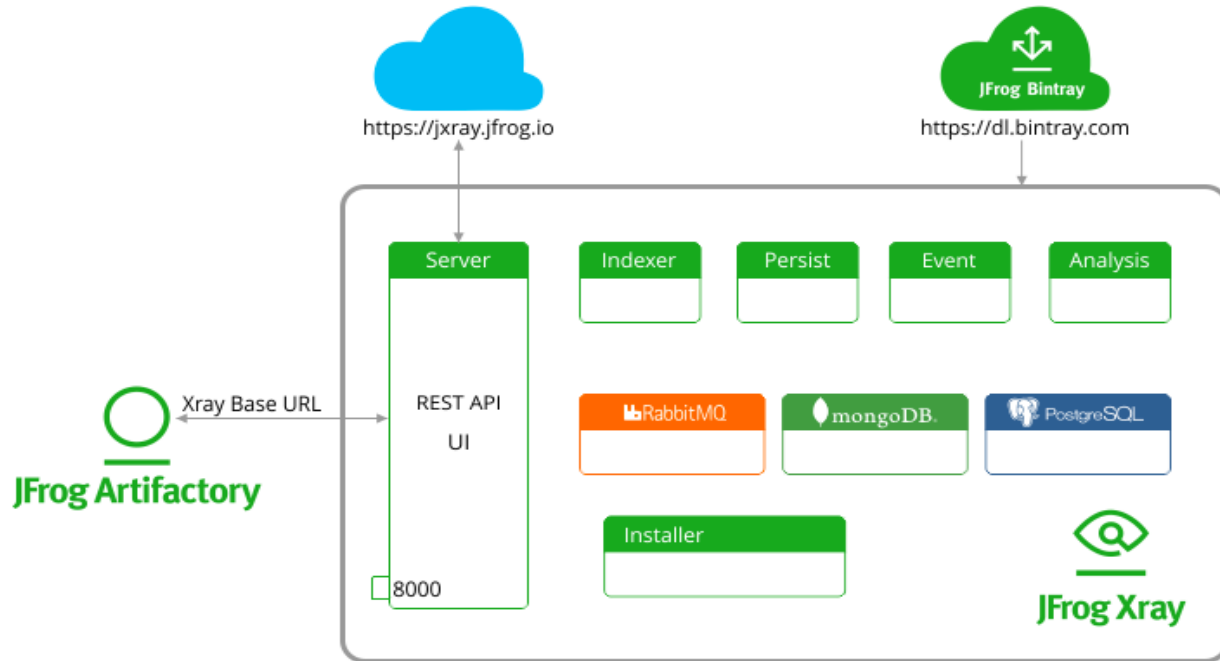 JFrog Bintray
https://jxray.jfrog.io
https://dl.bintray.com
Server
Indexer
Persist
Event
Analysis
Xray Base URL
REST API
UI
RabbitMQ
mongoDB.
PostgreSQL
JFrog Artifactory
Installer
8000
JFrog Xray